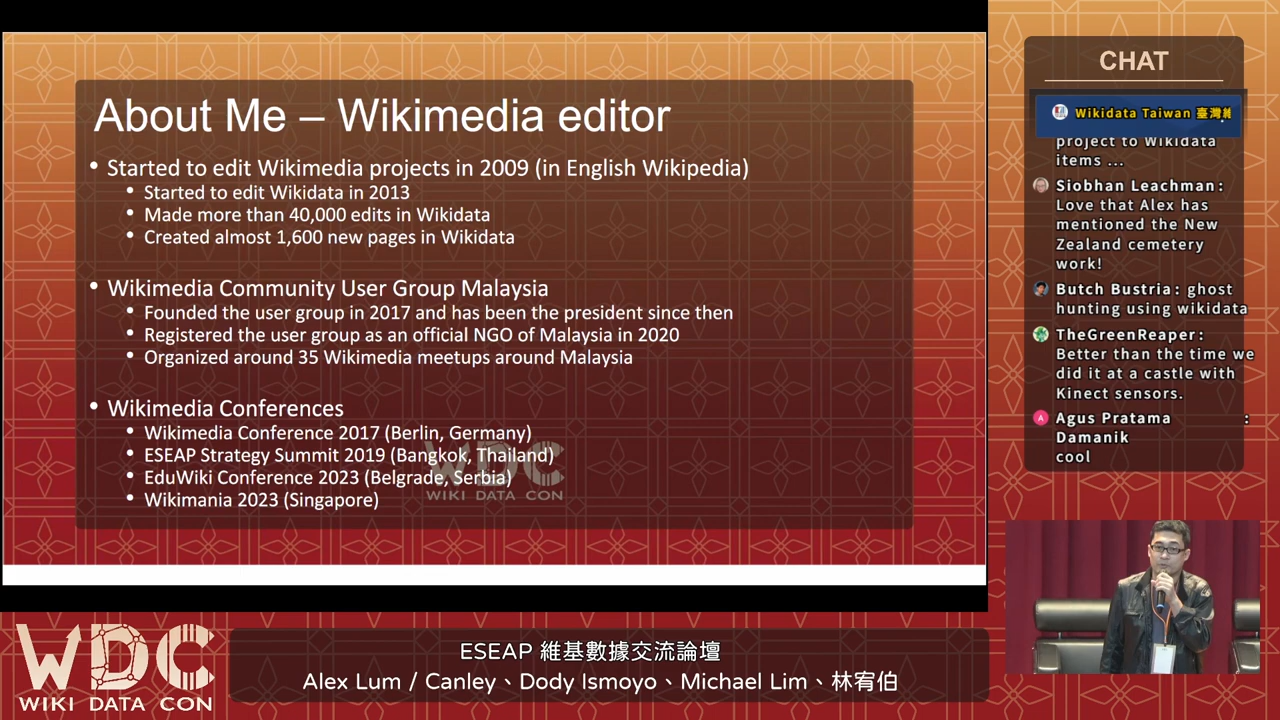 About Me – Wikimedia editor
• Started to edit Wikimedia projects in 2009 (in English Wikipedia)
• Started to edit Wikidata in 2013
• Made more than 40,000 edits in Wikidata
• Created almost 1,600 new pages in Wikidata
• Wikimedia Community User Group Malaysia
• Founded the user group in 2017 and has been the president since then
• Registered the user group as an official NGO of Malaysia in 2020
• Organized around 35 Wikimedia meetups around Malaysia
• Wikimedia Conferences
• Wikimedia Conference 2017 (Berlin, Germany)
• ESEAP Strategy Summit 2019 (Bangkok, Thailand)
• EduWiki Conference 2023 (Belgrade, Serbia)
• Wikimania 2023 (Singapore)
WDC
WIKI DATA CON
CHAT
Wikidata Taiwan 臺灣維
project to Wikidata
items ...
Siobhan Leachman:
Love that Alex has
mentioned the New
Zealand cemetery
work!
Butch Bustria: ghost
hunting using wikidata
TheGreenReaper:
Better than the time we
did it at a castle with
Kinect sensors.
A
Agus Pratama :
Damanik
cool
WDC
WIKI DATA CON
ESEAP 維基數據交流論壇
Alex Lum / Canley、Dody Ismoyo、Michael Lim、林宥伯